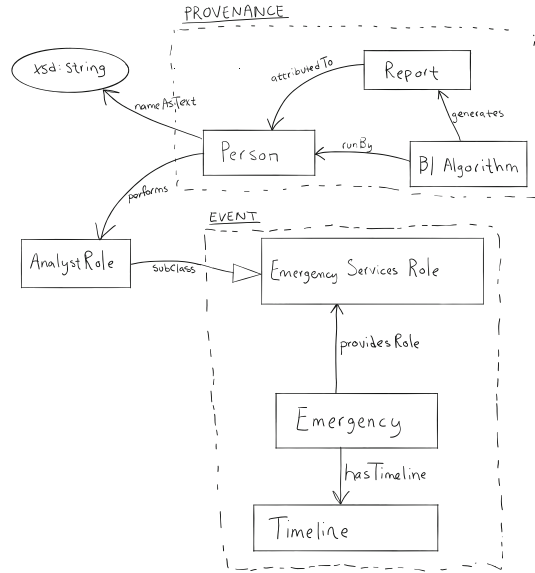 PROVENANCE
xsd:String
attributedTo
Report
nameAsText
generates
Person
runBy
BI Algorithm
performs
EVENT
AnalystRole
subClass
Emergency Services Role
providesRole
Emergency
hasTimeline
Timeline